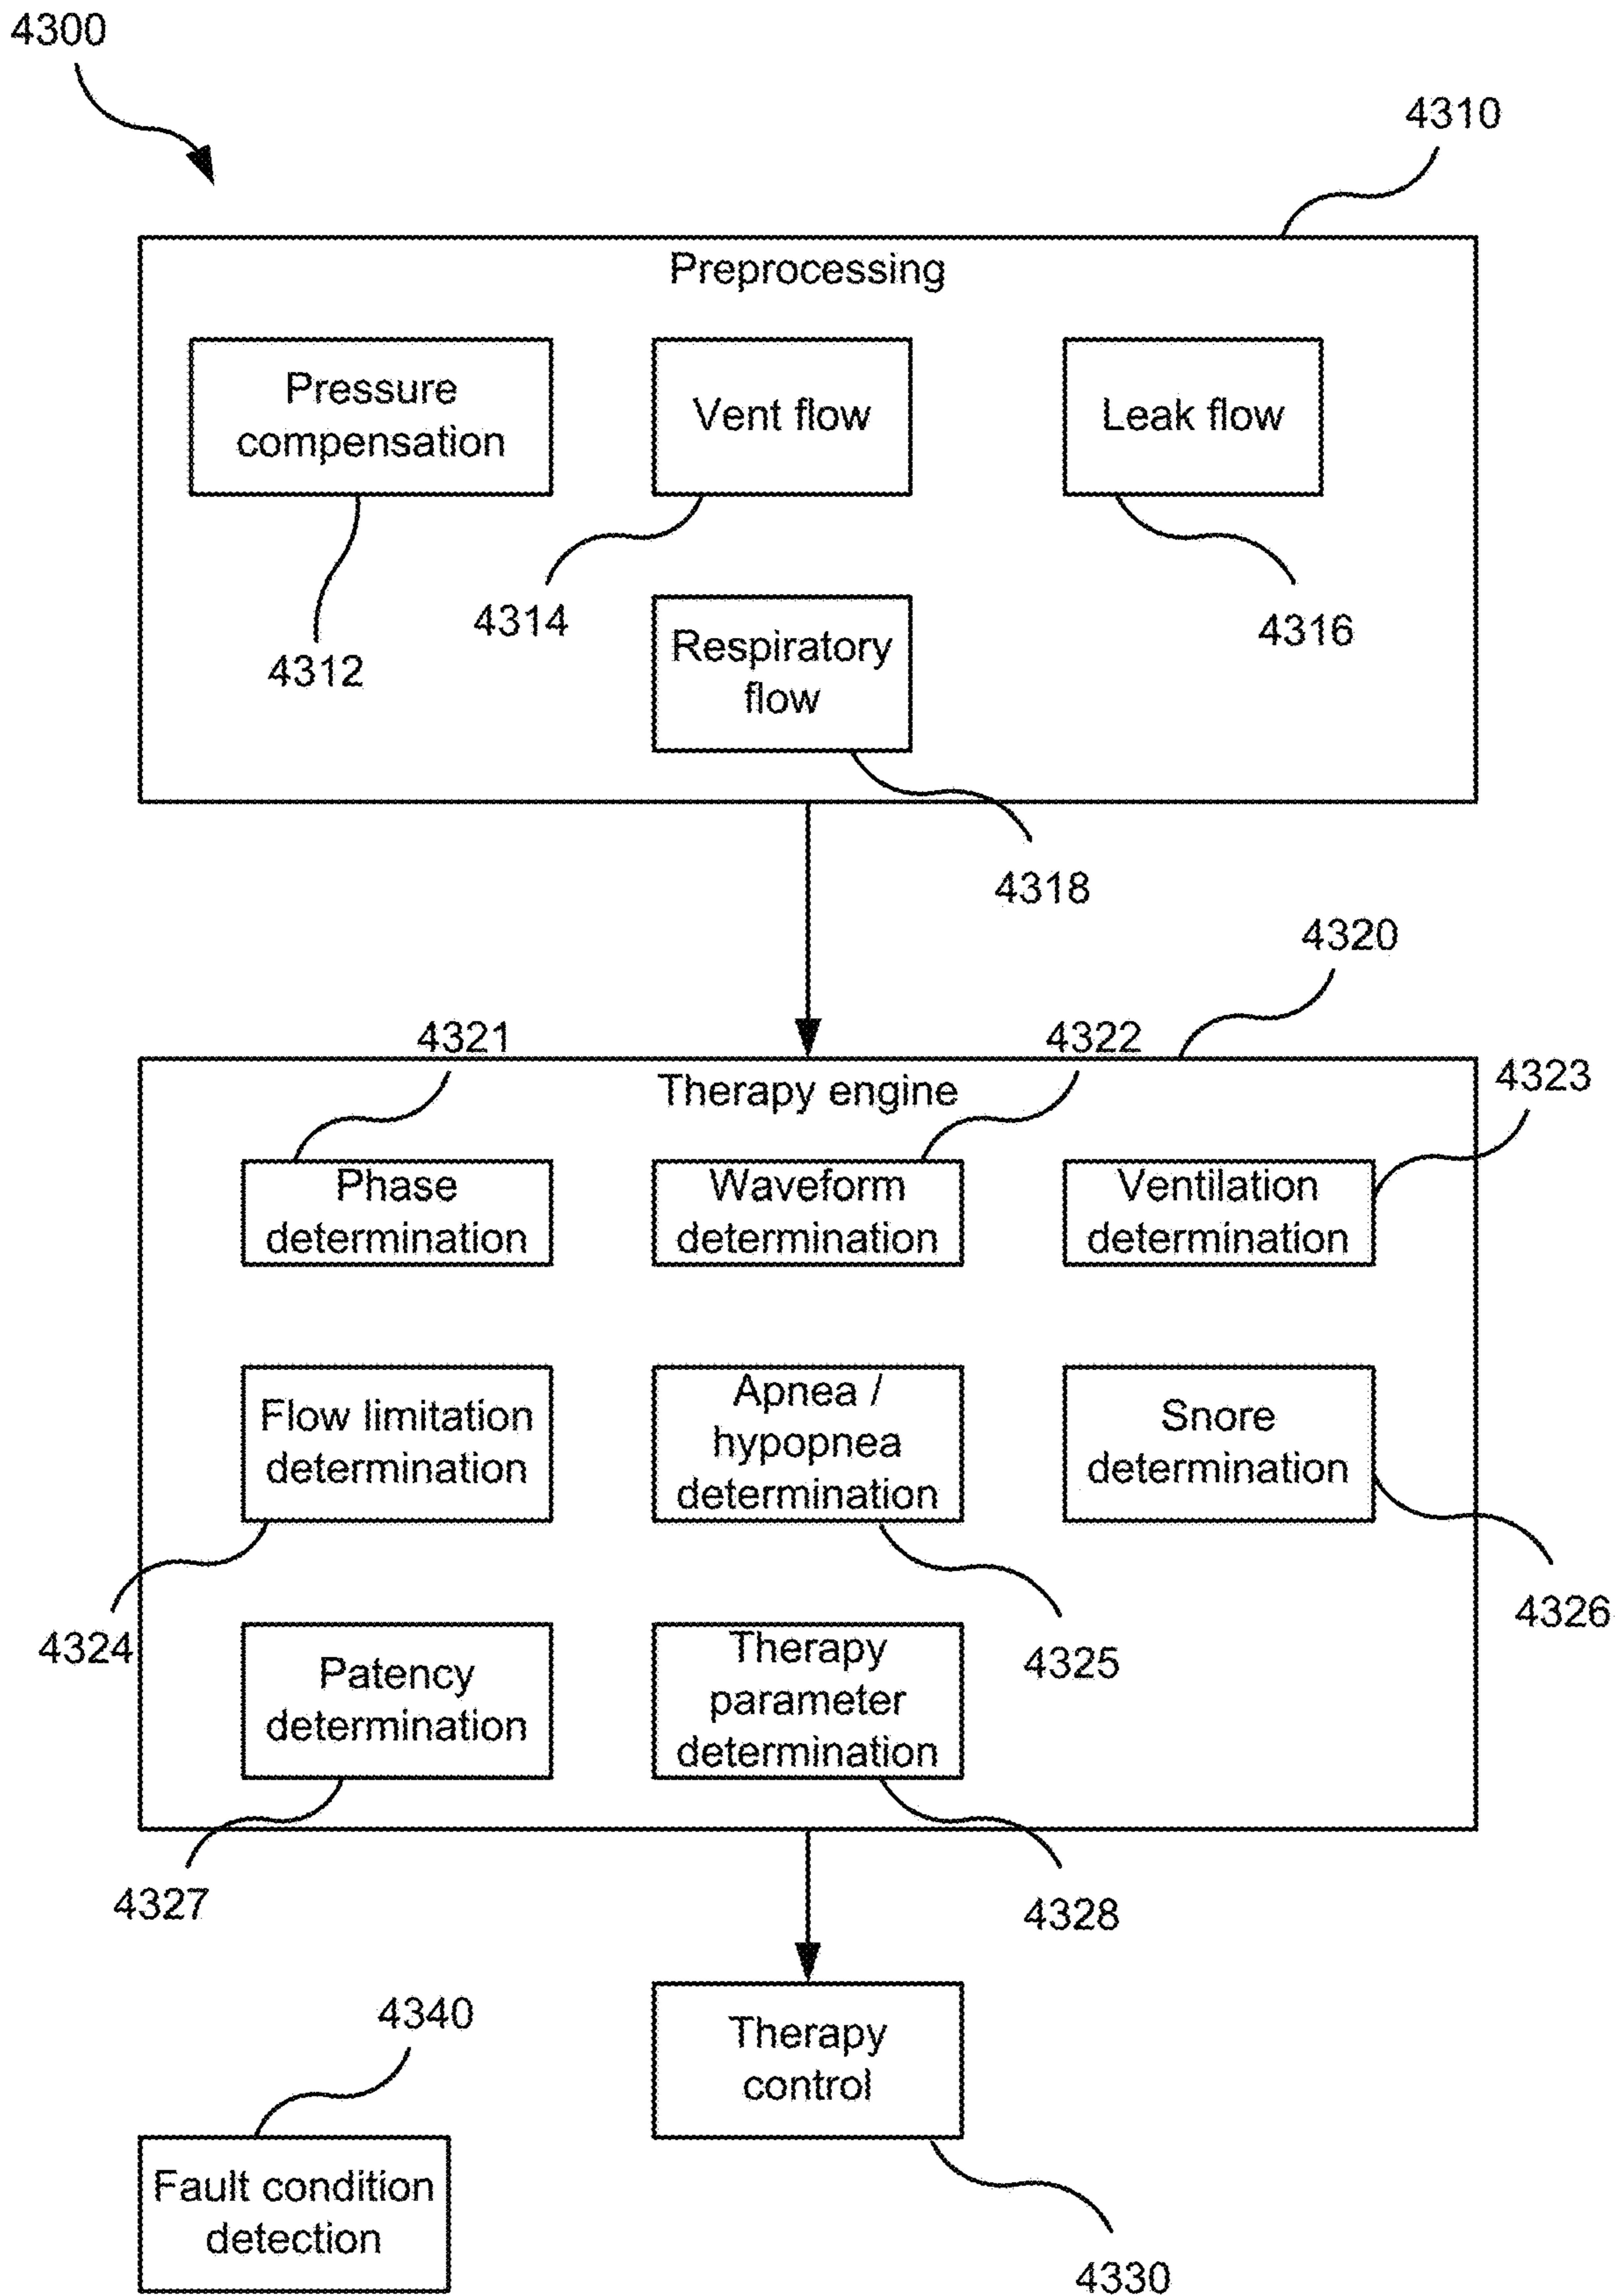 4300
4310
Preprocessing
Pressure
compensation
Vent flow
Leak flow
4312
4314
4316
Respiratory
flow
4318
4320
4321
4322
4323
Therapy engine
Phase
determination
Waveform
determination
Ventilation
determination
Flow limitation
determination
Apnea /
hypopnea
determination
Snore
determination
4324
4325
4326
Patency
determination
Therapy
parameter
determination
4327
4328
4340
Therapy
control
Fault condition
detection
4330